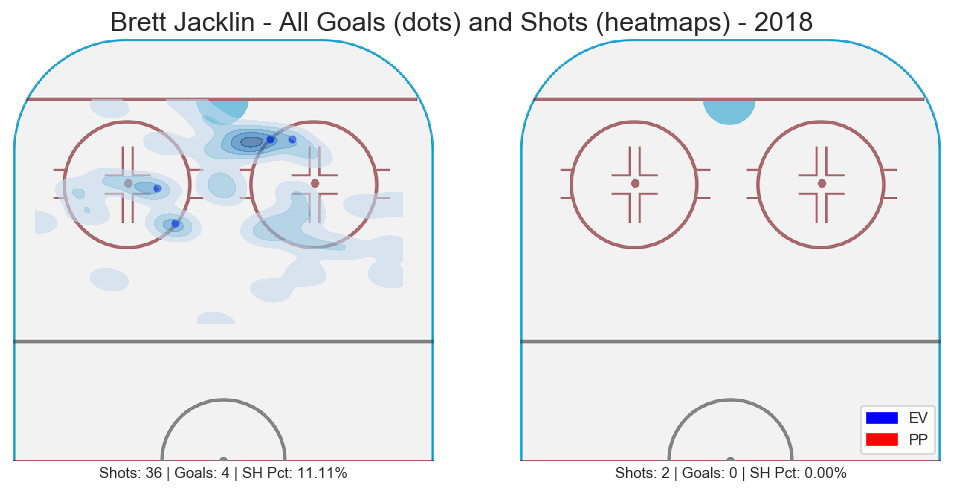 Brett Jacklin - All Goals (dots) and Shots (heatmaps) - 2018
EV
PP
Shots: 36 | Goals: 4 | SH Pct: 11.11%
Shots: 2 | Goals: 0 | SH Pct: 0.00%